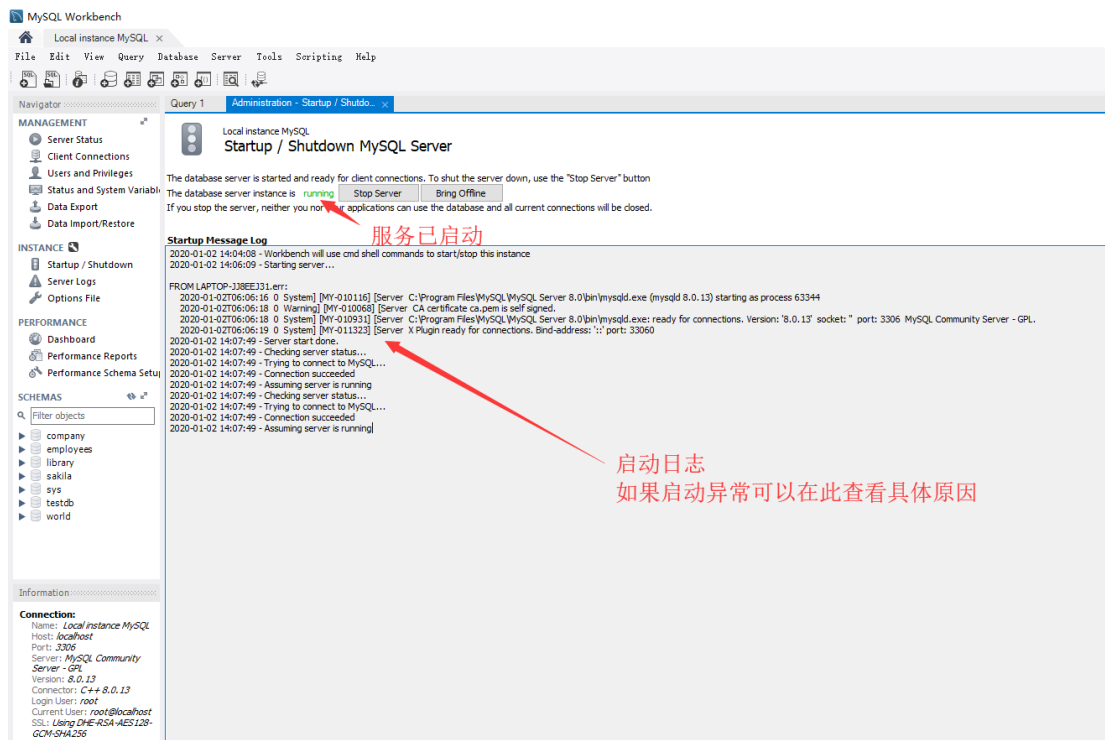 MySQL Workbench
Local instance MySQL ×
File Edit View Query Database Server Tools Scripting Help
Navigator
MANAGEMENT
Server Status
Client Connections
Users and Privileges
Status and System Variabl
Data Export
Data Import/Restore
INSTANCE
Startup / Shutdown
Server Logs
Options File
PERFORMANCE
Dashboard
Performance Reports
Performance Schema Setu
SCHEMAS
Filter objects
company
employees
library
sakila
sys
testdb
world
Information
Connection:
Name: Local instance MySQL
Host: localhost
Port: 3306
Server: MySQL Community
Server - GPL
Version: 8.0.13
Connector: C++ 8.0.13
Login User: root
Current User: root@localhost
SSL: Using DHE-RSA-AES128-
GCM-SHA256
Query 1 Administration - Startup / Shutdo... ×
Local instance MySQL
Startup / Shutdown MySQL Server
The database server is started and ready for client connections. To shut the server down, use the "Stop Server" button
The database server instance is running Stop Server Bring Offline
If you stop the server, neither you nor your applications can use the database and all current connections will be closed.
服务已启动
Startup Message Log
2020-01-02 14:04:08 - Workbench will use cmd shell commands to start/stop this instance
2020-01-02 14:06:09 - Starting server...
FROM LAPTOP-JJ8EEJ31.err:
2020-01-02T06:06:16 0 System] [MY-010116] [Server C:\Program Files\MySQL\MySQL Server 8.0\bin\mysqld.exe (mysqld 8.0.13) starting as process 63344
2020-01-02T06:06:18 0 Warning] [MY-010068] [Server CA certificate ca.pem is self signed.
2020-01-02T06:06:18 0 System] [MY-010931] [Server C:\Program Files\MySQL\MySQL Server 8.0\bin\mysqld.exe: ready for connections. Version: '8.0.13' socket: '' port: 3306 MySQL Community Server - GPL.
2020-01-02T06:06:19 0 System] [MY-011323] [Server X Plugin ready for connections. Bind-address: '::' port: 33060
2020-01-02 14:07:49 - Server start done.
2020-01-02 14:07:49 - Checking server status...
2020-01-02 14:07:49 - Trying to connect to MySQL...
2020-01-02 14:07:49 - Connection succeeded
2020-01-02 14:07:49 - Assuming server is running
2020-01-02 14:07:49 - Checking server status...
2020-01-02 14:07:49 - Trying to connect to MySQL...
2020-01-02 14:07:49 - Connection succeeded
2020-01-02 14:07:49 - Assuming server is running
启动日志
如果启动异常可以在此查看具体原因